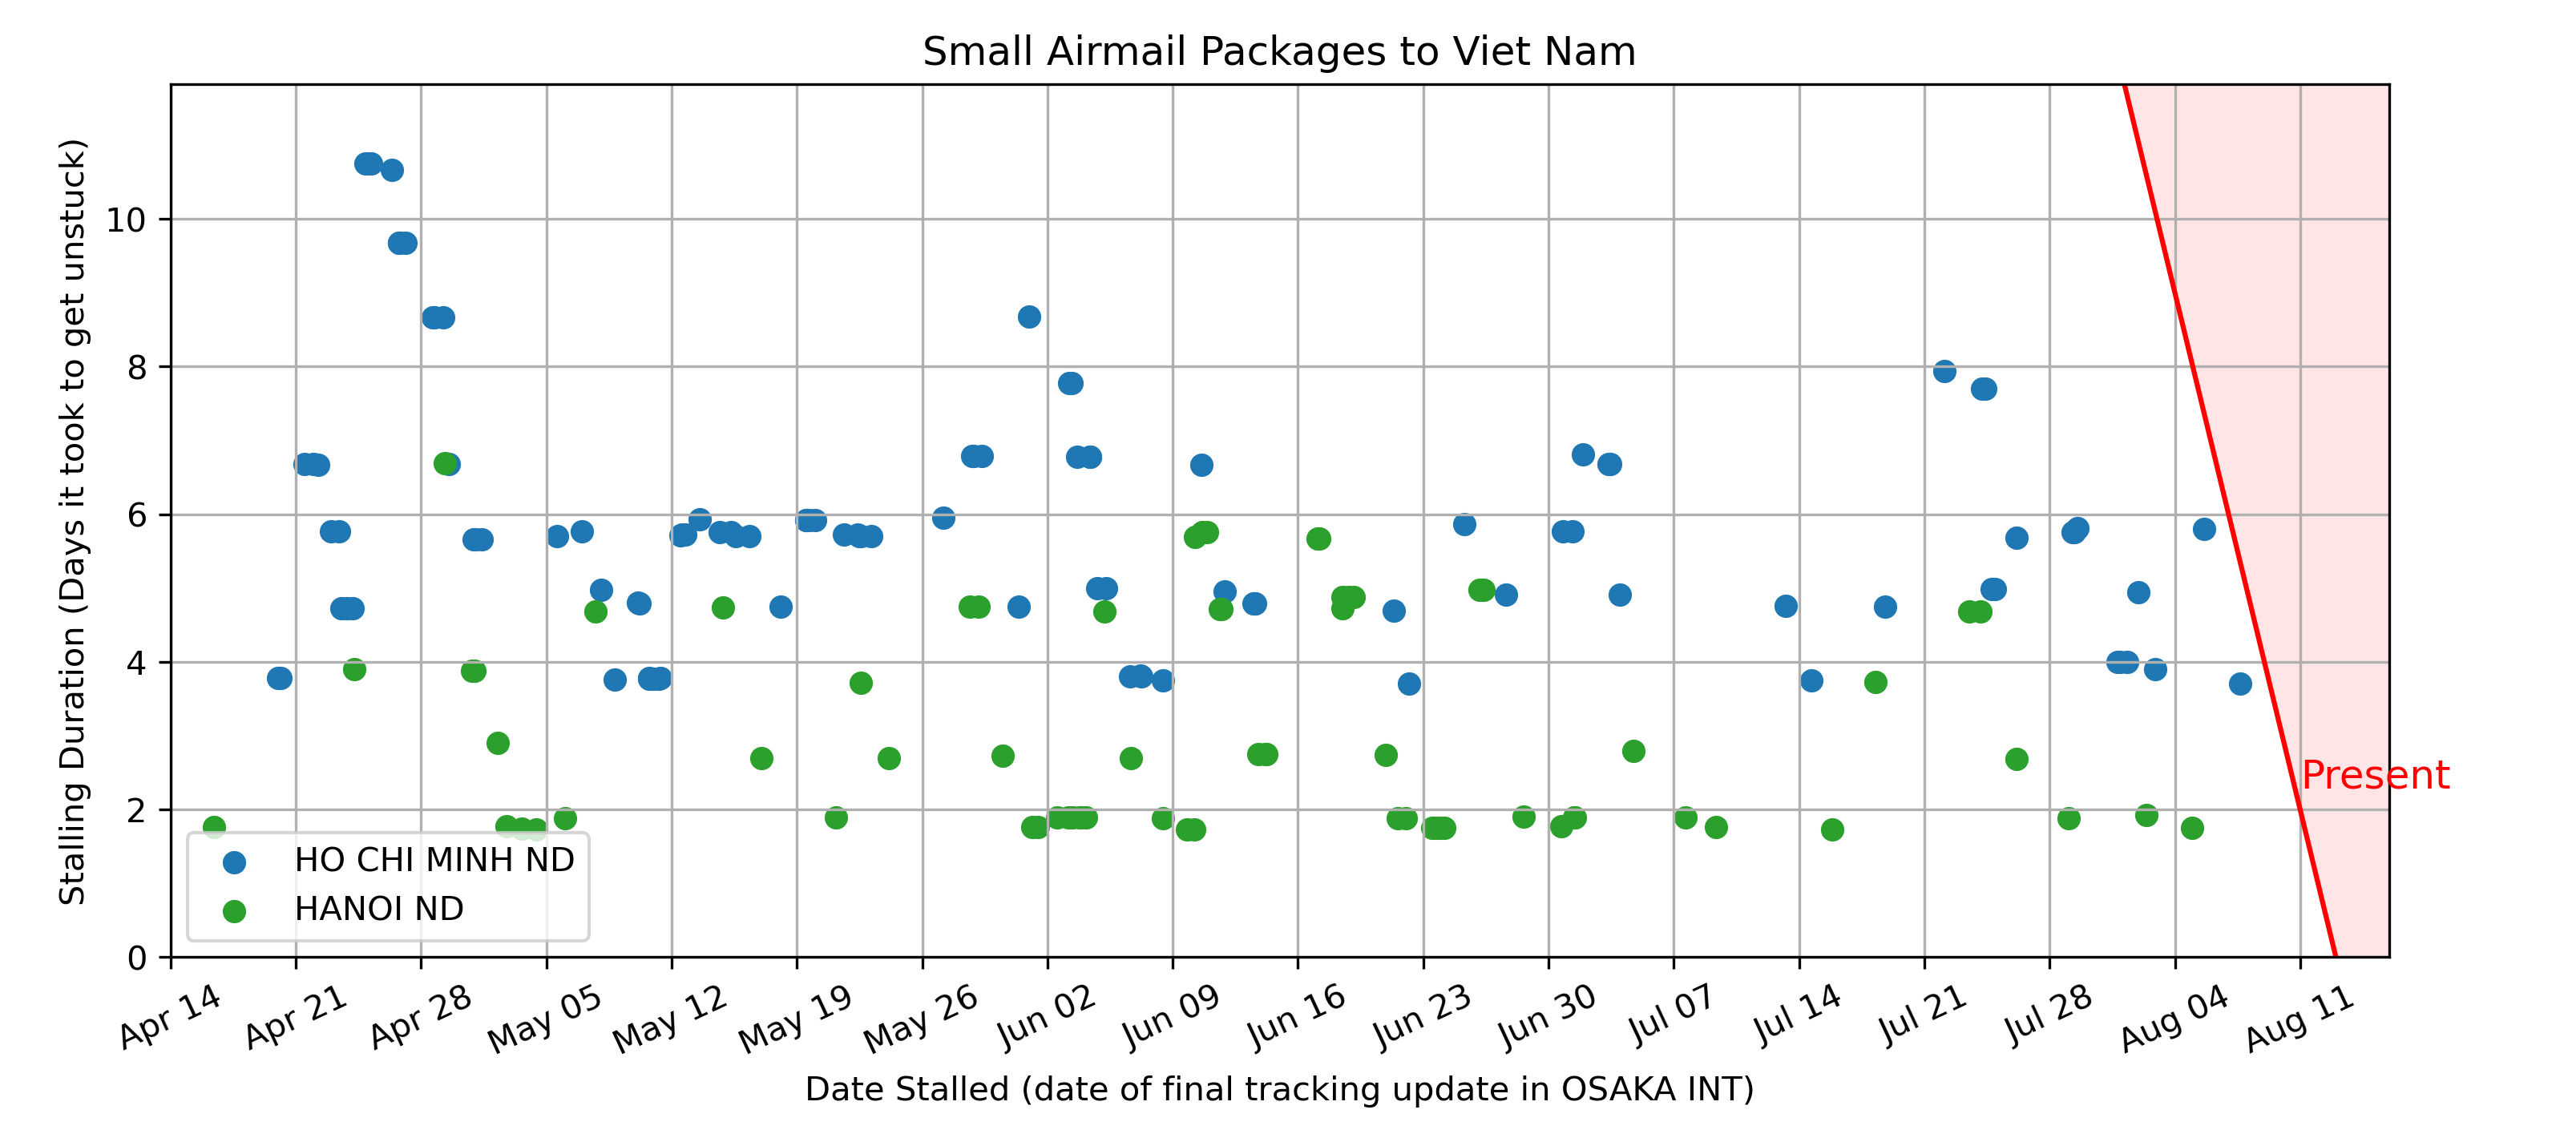 Small Airmail Packages to Viet Nam
Stalling Duration (Days it took to get unstuck)
10
8
6
4
2
0
Present
HO CHI MINH ND
HANOI ND
Apr 14
Apr 21
Apr 28
May 05
May 12
May 19
May 26
Jun 02
Jun 09
Jun 16
Jun 23
Jun 30
Jul 07
Jul 14
Jul 21
Jul 28
Aug 04
Aug 11
Date Stalled (date of final tracking update in OSAKA INT)